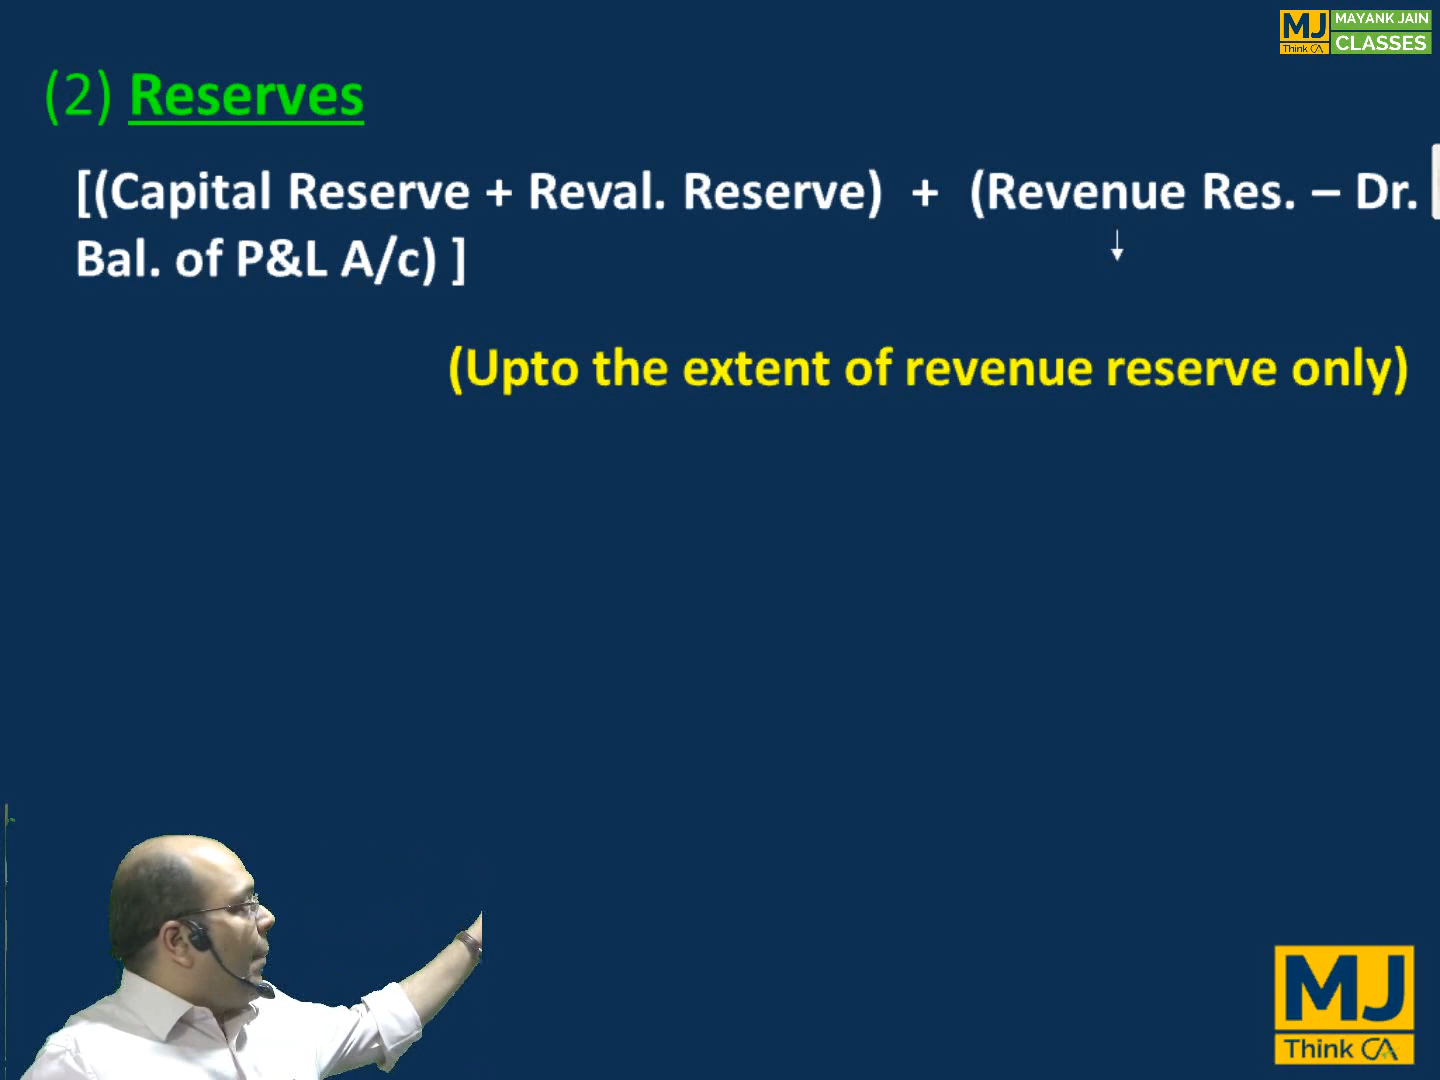 MJ
Think CA
MAYANK JAIN
CLASSES
(2) Reserves
[(Capital Reserve + Reval. Reserve) + (Revenue Res. – Dr.
Bal. of P&L A/c) ]
(Upto the extent of revenue reserve only)
MJ
Think CA